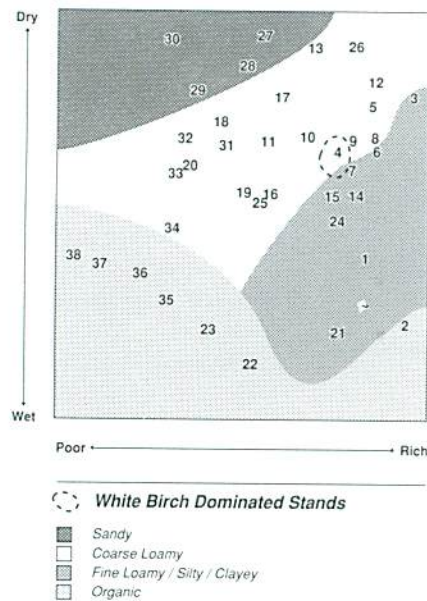 Dry
30 27
13 26
28
12
29 17 3
5
18
32 31 11 10 9 8
4 6
33 20 7
19 16 15 14
25
34 24
38 37 1
36
35
23 21 2
22
Wet
Poor Rich
White Birch Dominated Stands
Sandy
Coarse Loamy
Fine Loamy / Silty / Clayey
Organic